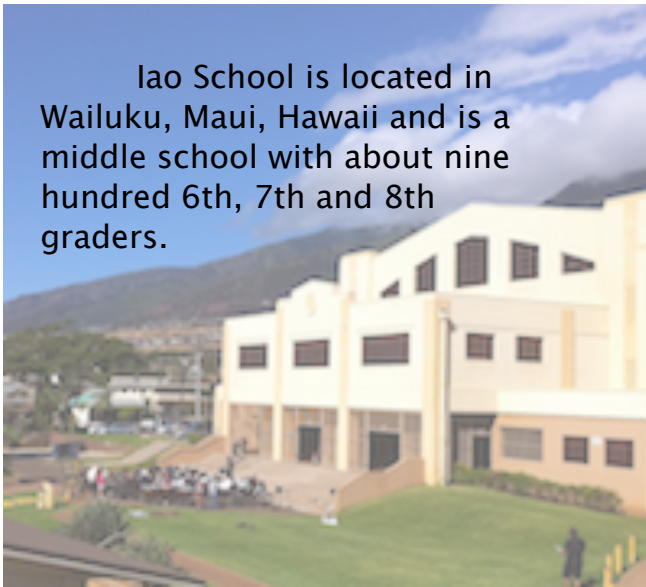 Iao School is located in
Wailuku, Maui, Hawaii and is a
middle school with about nine
hundred 6th, 7th and 8th
graders.